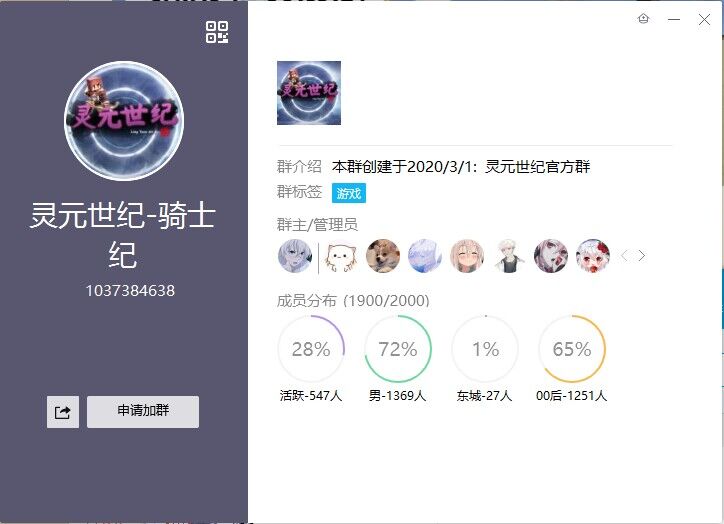 灵元世纪
灵元世纪-骑士
纪
1037384638
申请加群
灵元世纪
群介绍 本群创建于2020/3/1: 灵元世纪官方群
群标签 游戏
群主/管理员
成员分布 (1900/2000)
28% 72% 1% 65%
活跃-547人 男-1369人 东城-27人 00后-1251人